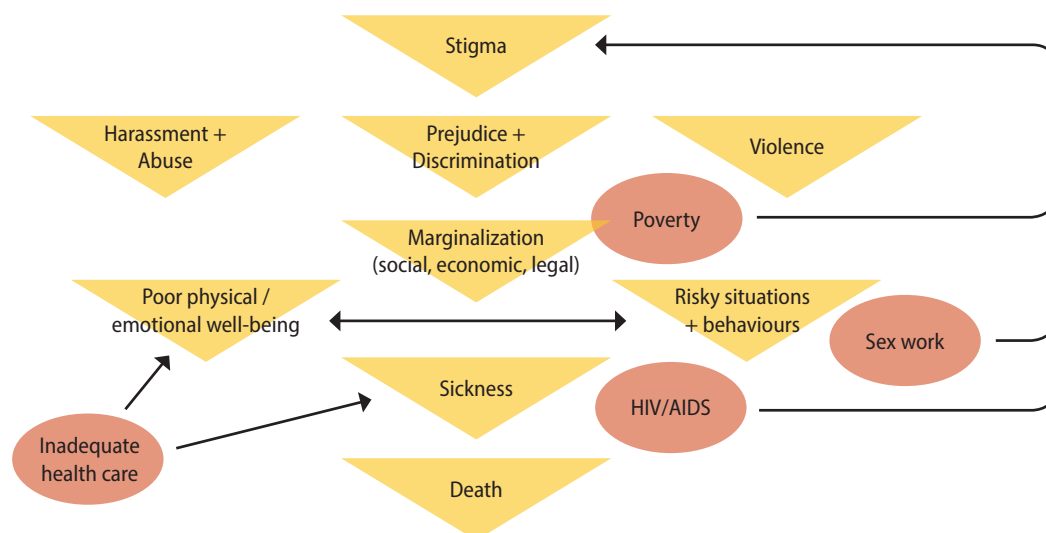 Stigma
Harassment +
Abuse
Prejudice +
Discrimination
Violence
Poverty
Marginalization
(social, economic, legal)
Poor physical /
emotional well-being
Risky situations
+ behaviours
Sex work
Sickness
HIV/AIDS
Inadequate
health care
Death